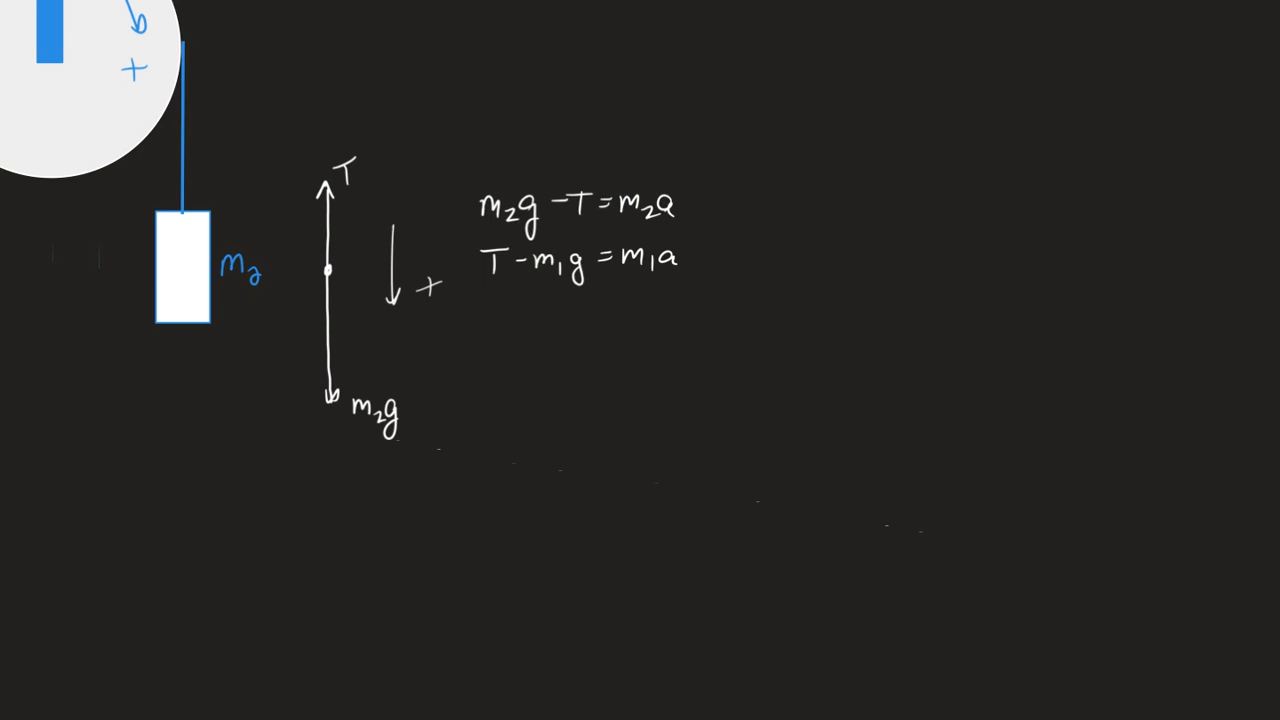 +
T
m₂g - T = m₂a
T - m₁g = m₁a
m₂
+
m₂g